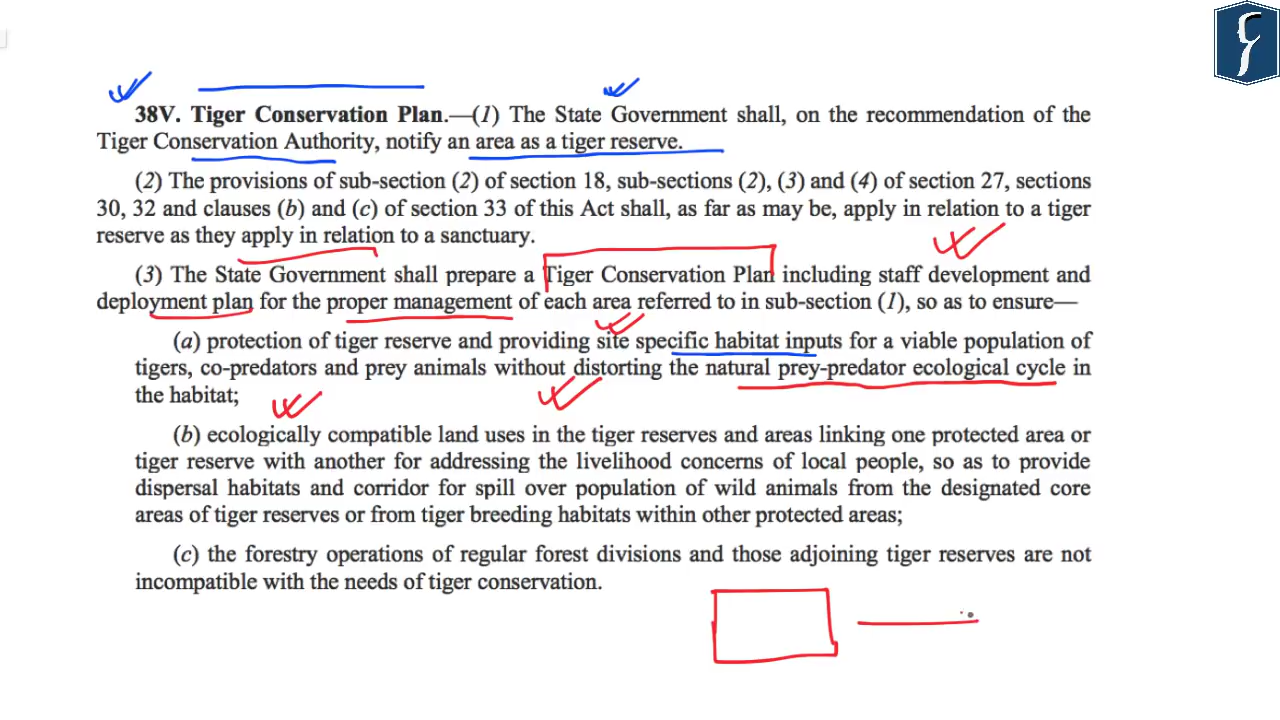 38V. Tiger Conservation Plan.—(1) The State Government shall, on the recommendation of the
Tiger Conservation Authority, notify an area as a tiger reserve.
(2) The provisions of sub-section (2) of section 18, sub-sections (2), (3) and (4) of section 27, sections
30, 32 and clauses (b) and (c) of section 33 of this Act shall, as far as may be, apply in relation to a tiger
reserve as they apply in relation to a sanctuary.
(3) The State Government shall prepare a Tiger Conservation Plan including staff development and
deployment plan for the proper management of each area referred to in sub-section (1), so as to ensure—
(a) protection of tiger reserve and providing site specific habitat inputs for a viable population of
tigers, co-predators and prey animals without distorting the natural prey-predator ecological cycle in
the habitat;
(b) ecologically compatible land uses in the tiger reserves and areas linking one protected area or
tiger reserve with another for addressing the livelihood concerns of local people, so as to provide
dispersal habitats and corridor for spill over population of wild animals from the designated core
areas of tiger reserves or from tiger breeding habitats within other protected areas;
(c) the forestry operations of regular forest divisions and those adjoining tiger reserves are not
incompatible with the needs of tiger conservation.